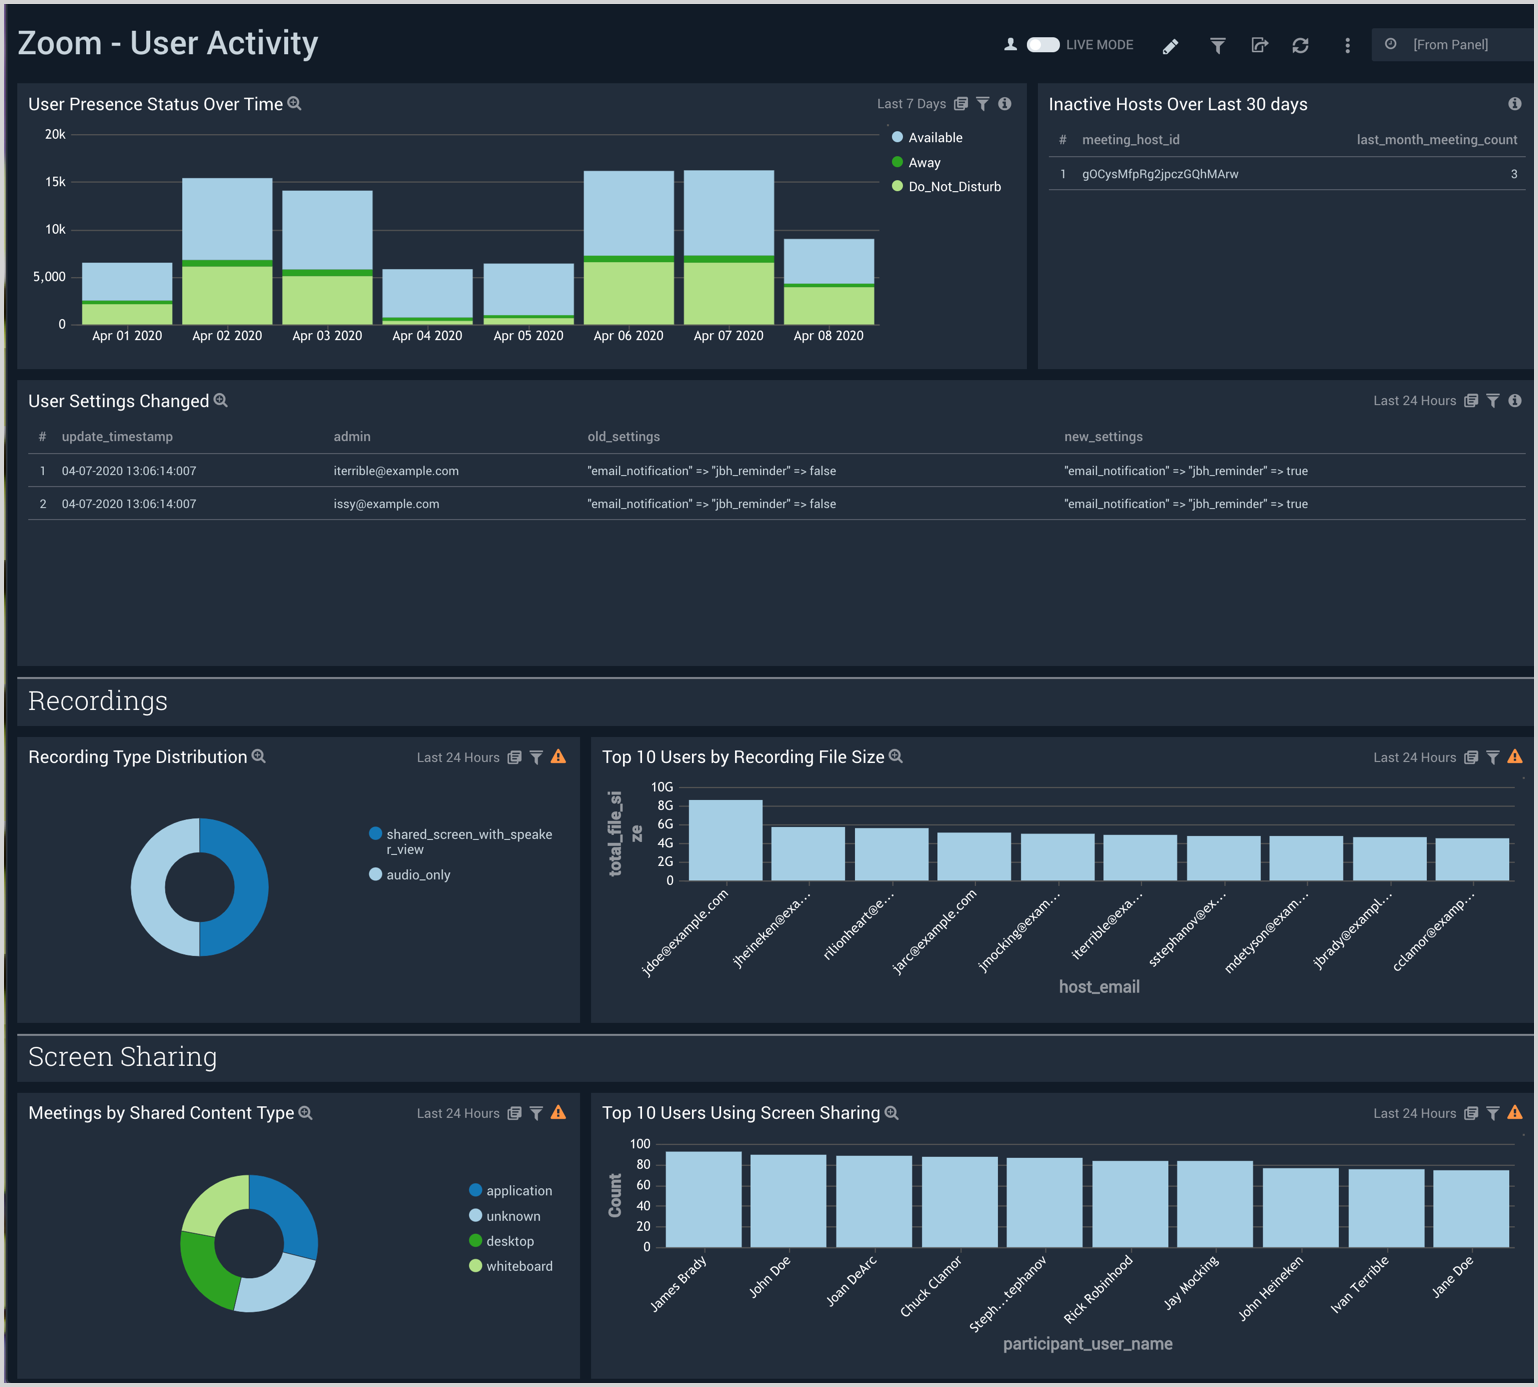 Zoom - User Activity
LIVE MODE
[From Panel]
User Presence Status Over Time
Last 7 Days
20k
15k
10k
5,000
0
Apr 01 2020
Apr 02 2020
Apr 03 2020
Apr 04 2020
Apr 05 2020
Apr 06 2020
Apr 07 2020
Apr 08 2020
Available
Away
Do_Not_Disturb
Inactive Hosts Over Last 30 days
# meeting_host_id last_month_meeting_count
1 gOCysMfpRg2jpczGQhMArw 3
User Settings Changed
Last 24 Hours
# update_timestamp admin old_settings new_settings
1 04-07-2020 13:06:14:007 iterrible@example.com "email_notification" => "jbh_reminder" => false "email_notification" => "jbh_reminder" => true
2 04-07-2020 13:06:14:007 issy@example.com "email_notification" => "jbh_reminder" => false "email_notification" => "jbh_reminder" => true
Recordings
Recording Type Distribution
Last 24 Hours
shared_screen_with_speake
r_view
audio_only
Top 10 Users by Recording File Size
Last 24 Hours
total_file_si
ze
10G
8G
6G
4G
2G
0
jdoe@example.com
jheineken@exa...
rilionheart@e...
jarc@example.com
jmocking@exam...
iterrible@exa...
sstephanov@ex...
mdetyson@exam...
jbrady@exampl...
cclamor@examp...
host_email
Screen Sharing
Meetings by Shared Content Type
Last 24 Hours
application
unknown
desktop
whiteboard
Top 10 Users Using Screen Sharing
Last 24 Hours
Count
100
80
60
40
20
0
James Brady
John Doe
Joan DeArc
Chuck Clamor
Steph...tephanov
Rick Robinhood
Jay Mocking
John Heineken
Ivan Terrible
Jane Doe
participant_user_name